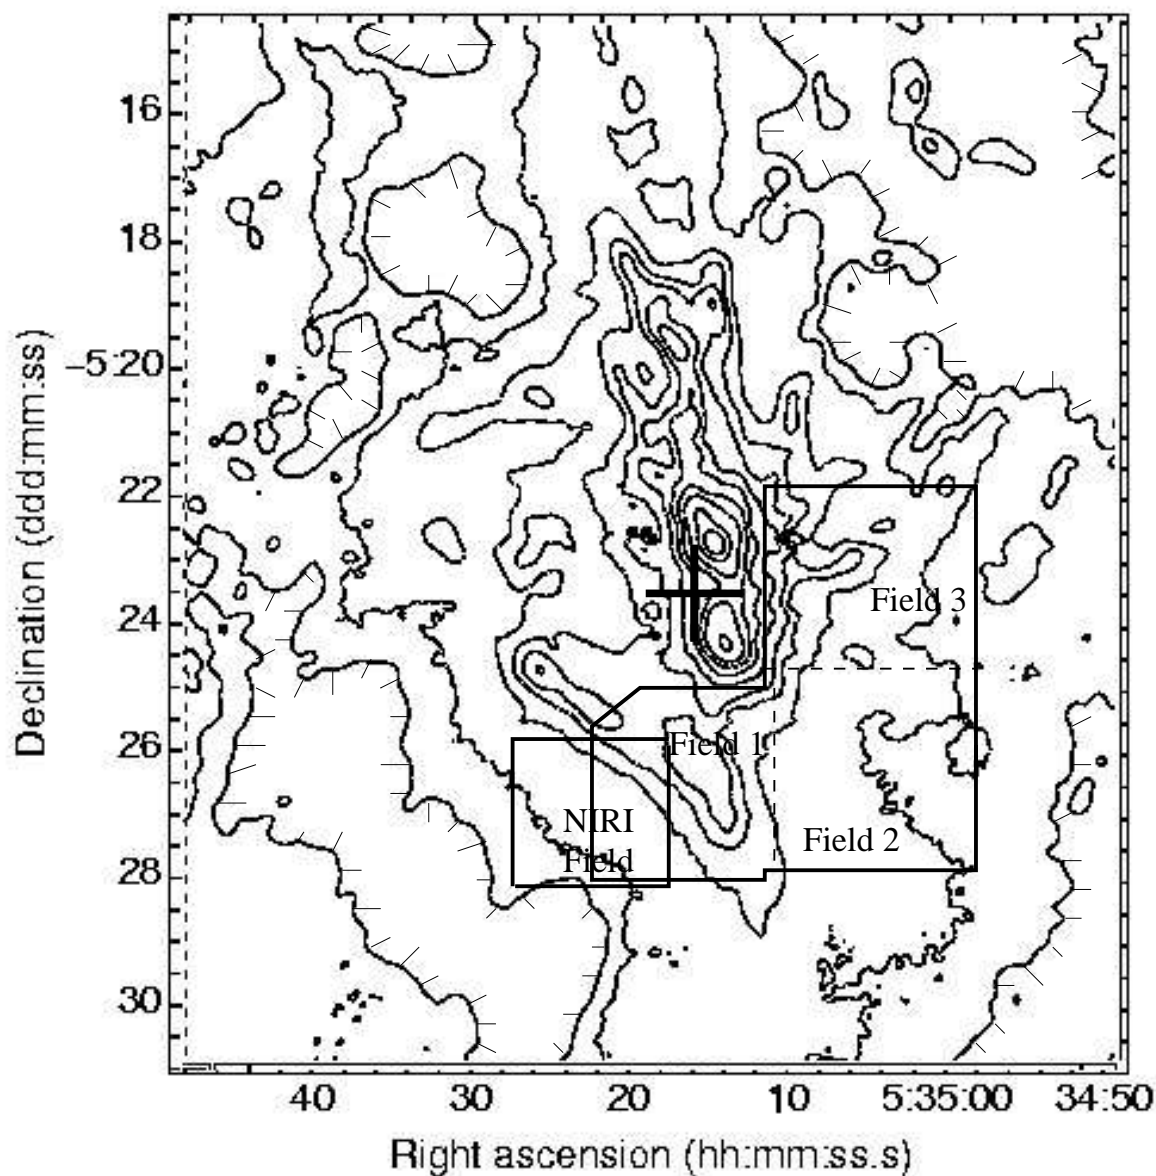 16
18
-5:20
22
24
26
28
30
Declination (ddd:mm:ss)
Field 3
Field 1
NIRI
Field
Field 2
40 30 20 10 5:35:00 34:50
Right ascension (hh:mm:ss.s)